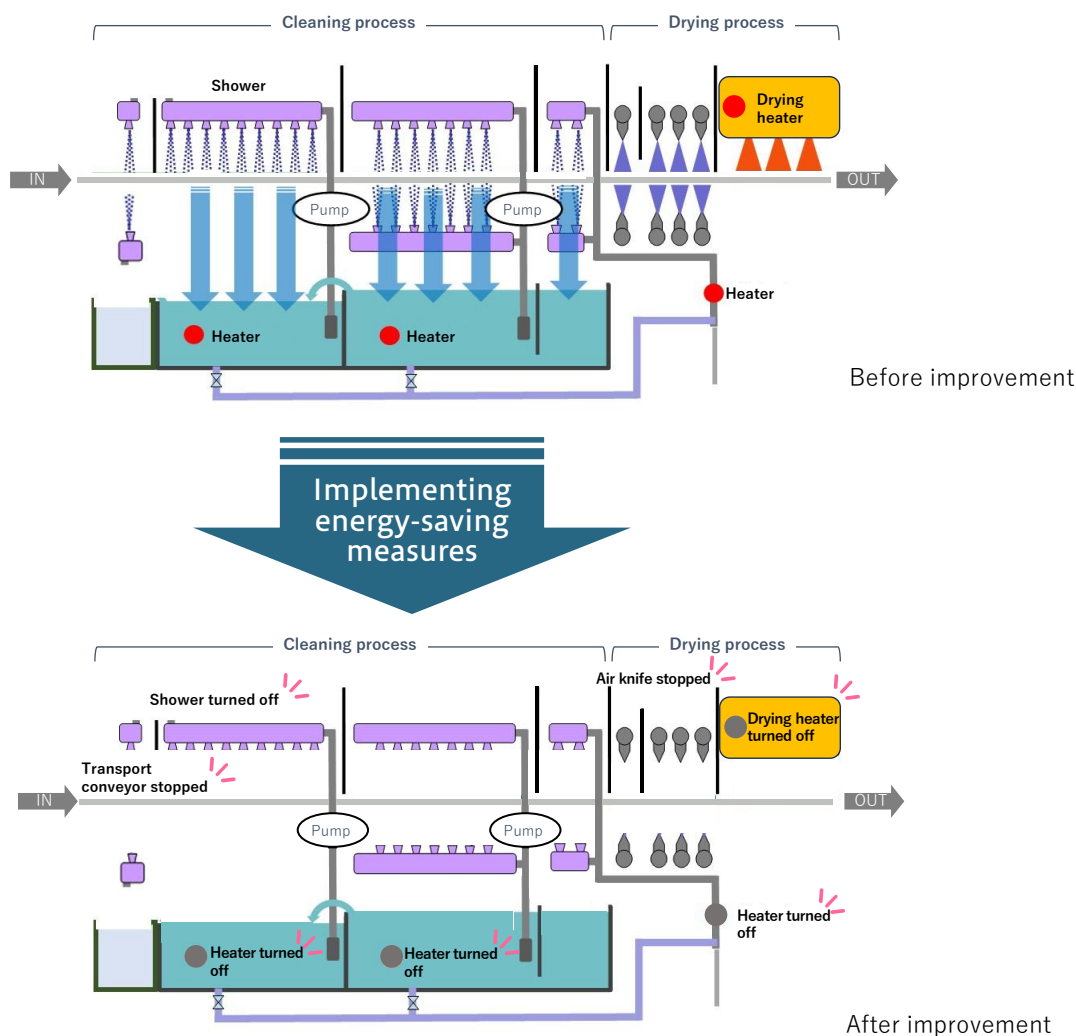 Cleaning process
Drying process
Shower
Drying
heater
IN
OUT
Pump
Pump
Heater
Heater
Heater
Before improvement
Implementing
energy-saving
measures
Cleaning process
Drying process
Air knife stopped
Shower turned off
Drying heater
turned off
Transport
conveyor stopped
IN
OUT
Pump
Pump
Heater turned
off
Heater turned
off
Heater turned
off
After improvement